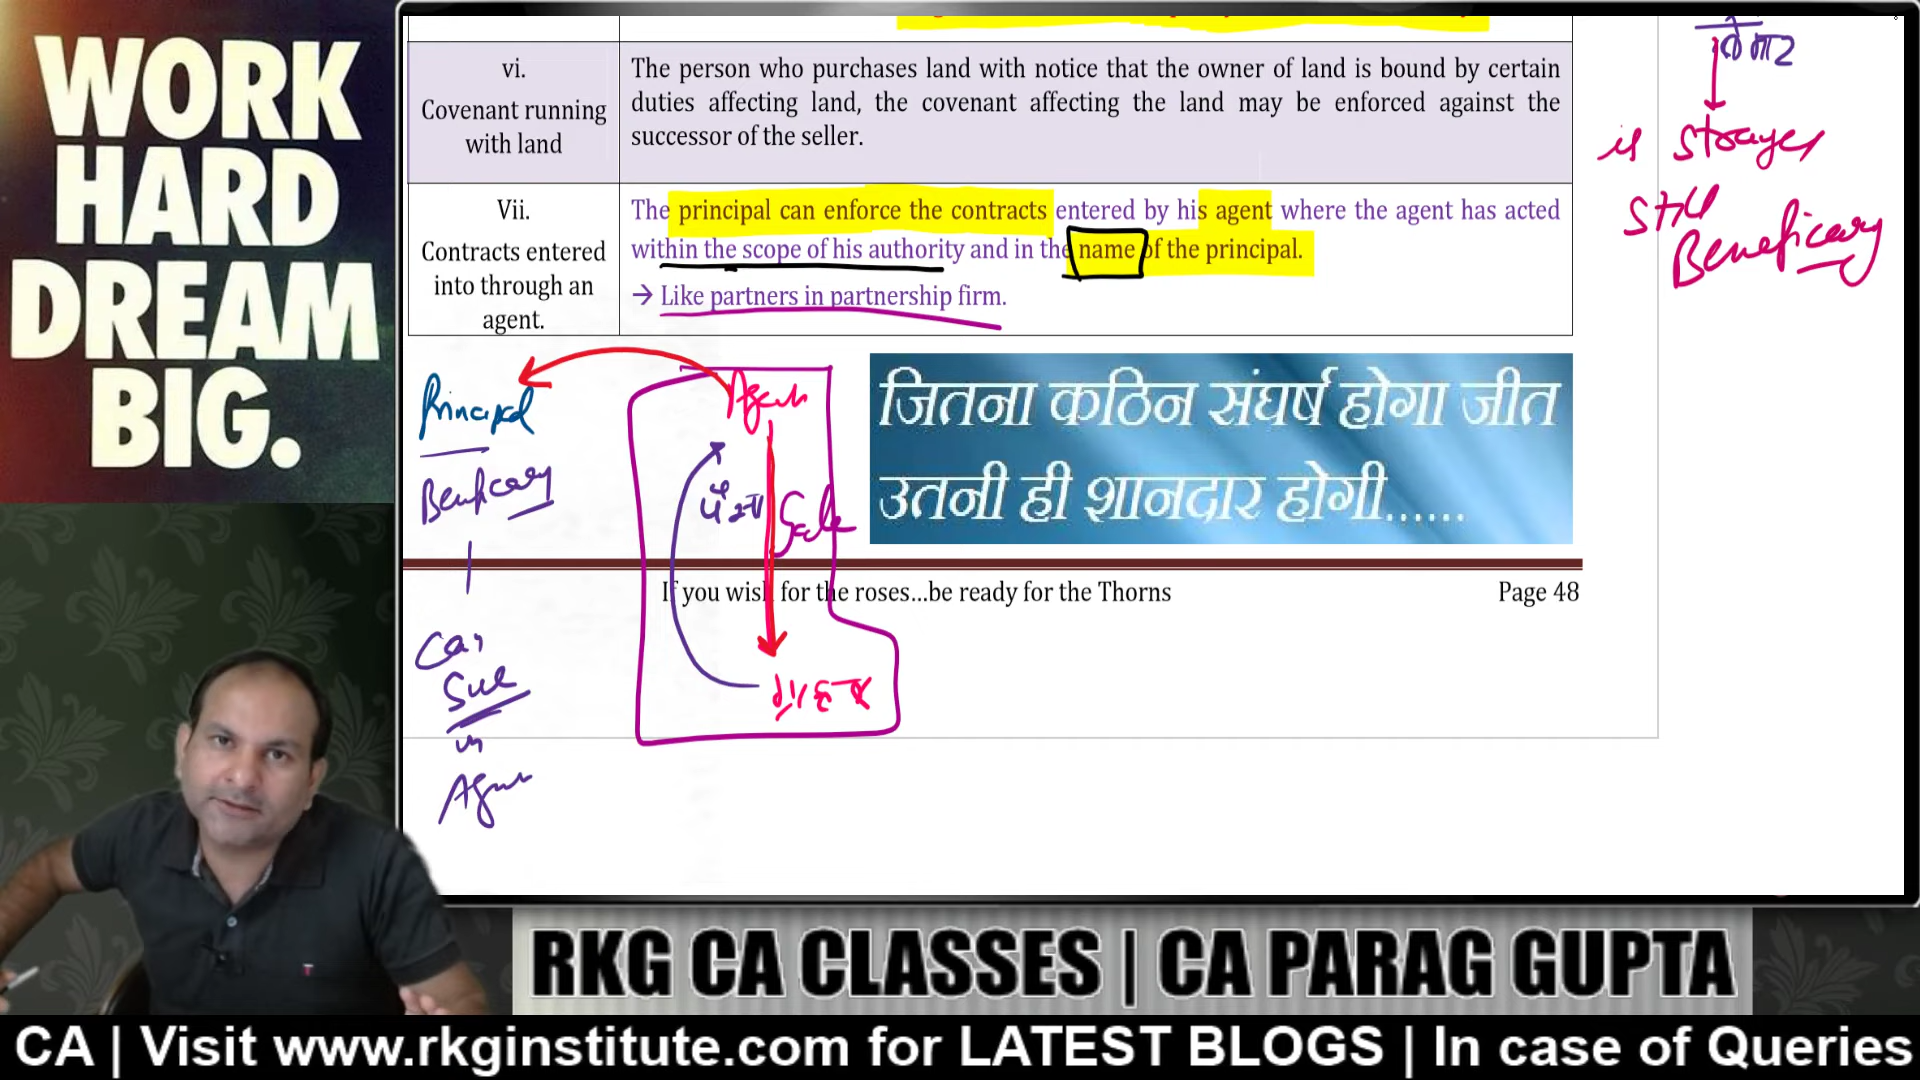 WORK
HARD
DREAM
BIG.
vi.
Covenant running
with land
The person who purchases land with notice that the owner of land is bound by certain
duties affecting land, the covenant affecting the land may be enforced against the
successor of the seller.
Vii.
Contracts entered
into through an
agent.
The principal can enforce the contracts entered by his agent where the agent has acted
within the scope of his authority and in the name of the principal.
→ Like partners in partnership firm.
is
Still
Beneficary
Principal
Beneficary
Sue
in
Agent
Sale
ग्राहक
जितना कठिन संघर्ष होगा जीत
उतनी ही शानदार होगी......
If you wish for the roses...be ready for the Thorns
Page 48
RKG CA CLASSES | CA PARAG GUPTA
CA | Visit www.rkginstitute.com for LATEST BLOGS | In case of Queries